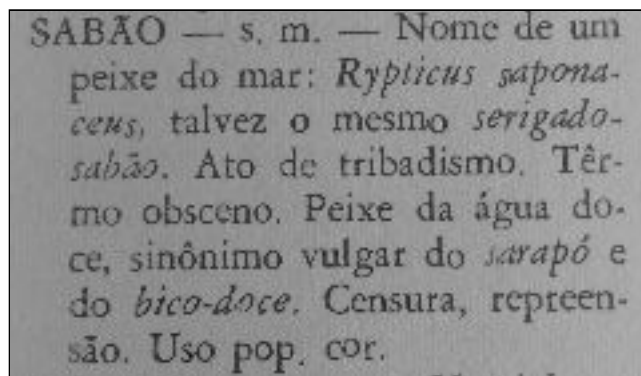 SABÃO — s. m. — Nome de um
peixe do mar: Rypticus sapona-
ceus, talvez o mesmo serigado-
sabão. Ato de tribadismo. Têr-
mo obsceno. Peixe da água do-
ce, sinônimo vulgar do sarapó e
do bico-doce. Censura, repreen-
são. Uso pop. cor.